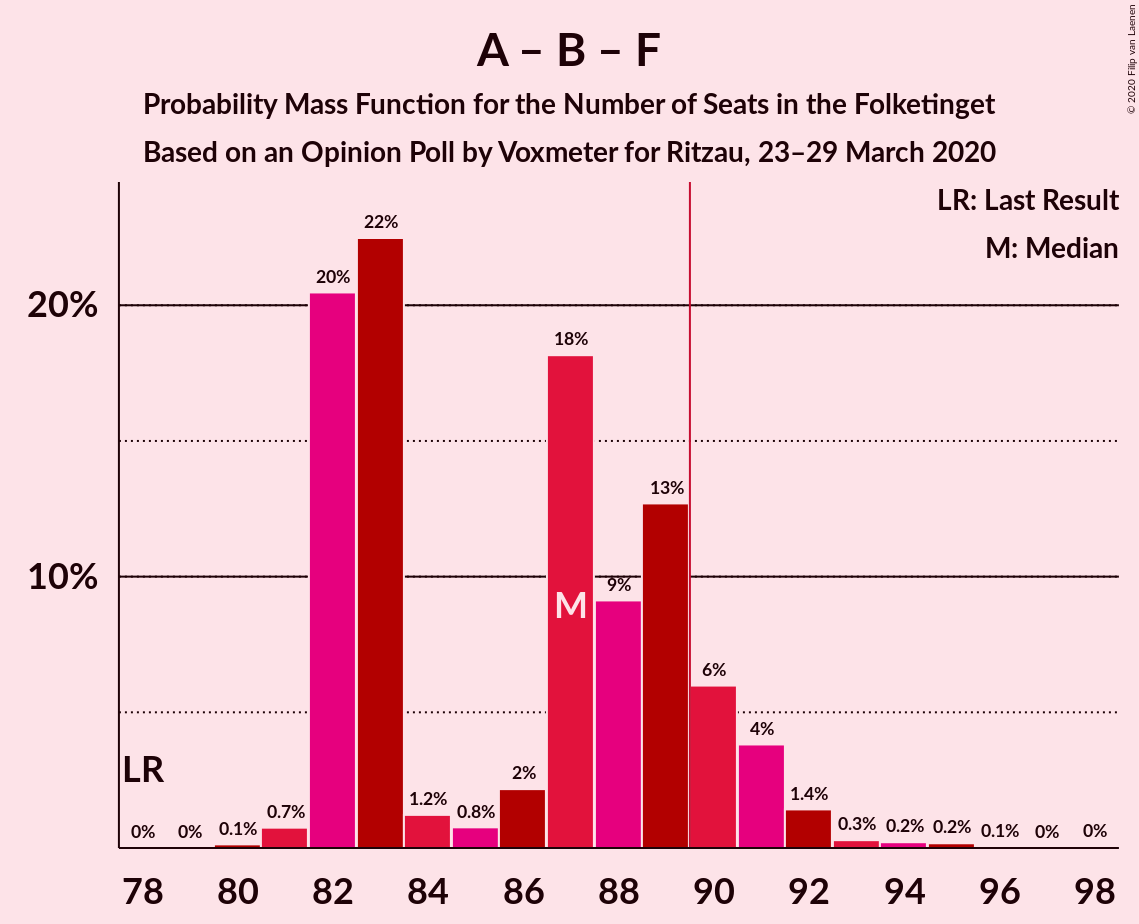 A – B – F
Probability Mass Function for the Number of Seats in the Folketinget
Based on an Opinion Poll by Voxmeter for Ritzau, 23–29 March 2020
© 2020 Filip van Laenen
LR: Last Result
M: Median
20%
10%
LR
M
0% 0% 0.1% 0.7% 20% 22% 1.2% 0.8% 2% 18% 9% 13% 6% 4% 1.4% 0.3% 0.2% 0.2% 0.1% 0% 0%
78 80 82 84 86 88 90 92 94 96 98